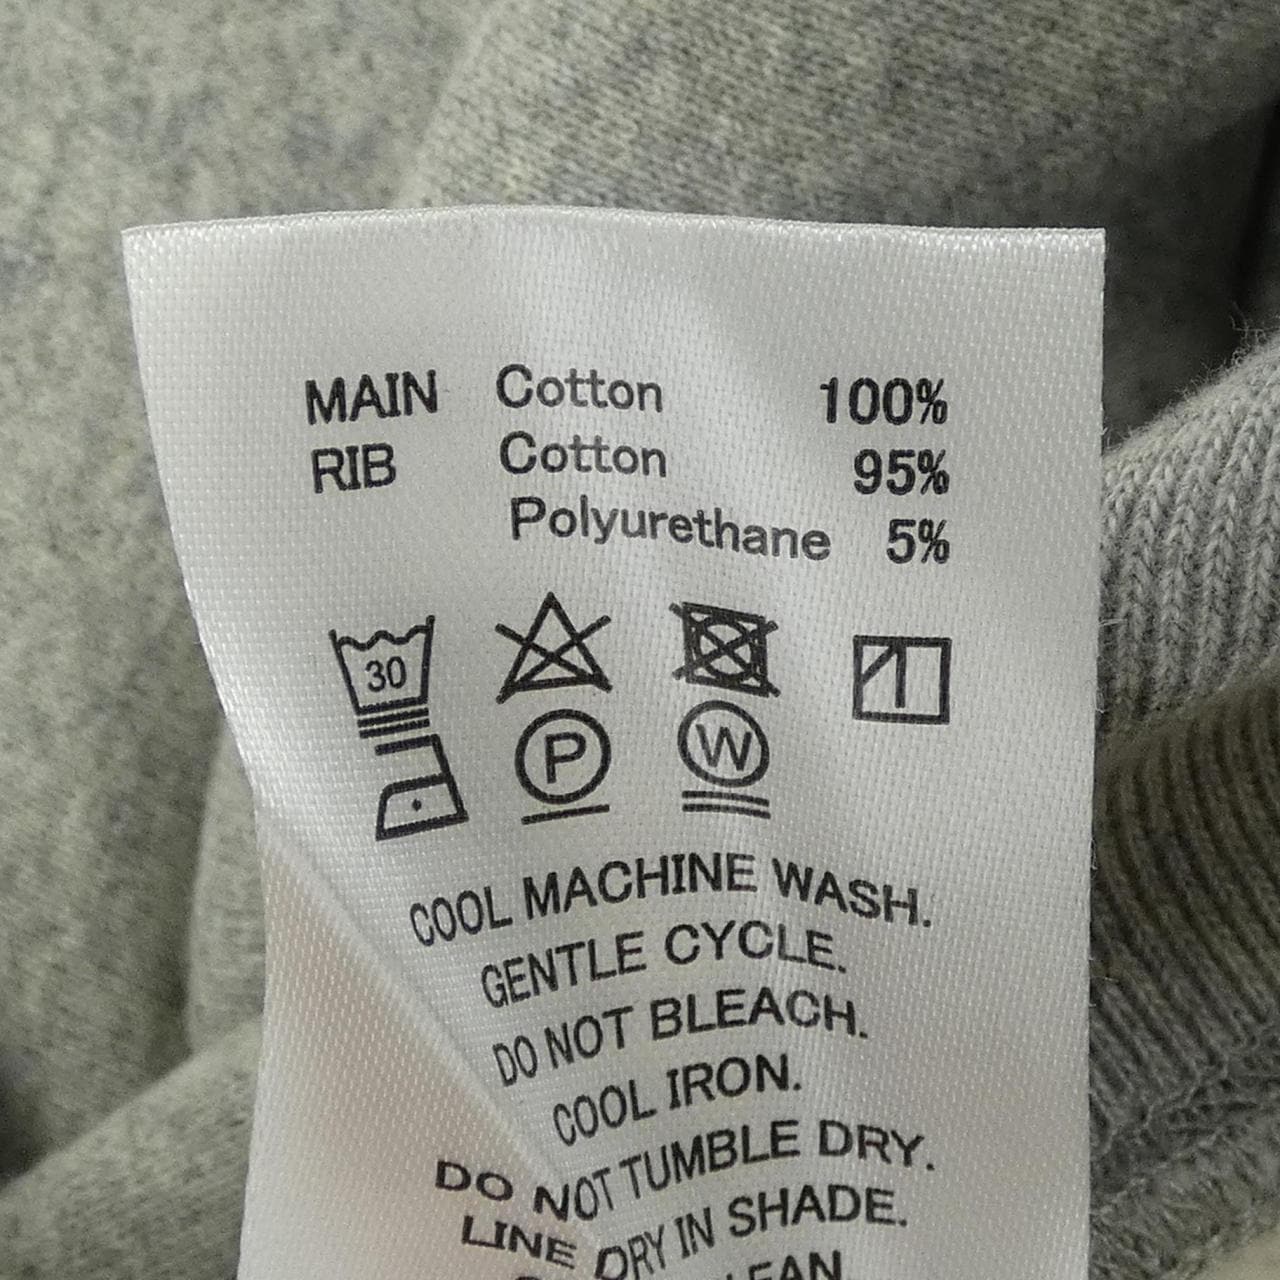 MAIN Cotton 100%
RIB Cotton 95%
Polyurethane 5%
30
P W
COOL MACHINE WASH.
GENTLE CYCLE.
DO NOT BLEACH.
COOL IRON.
DO NOT TUMBLE DRY.
LINE DRY IN SHADE.